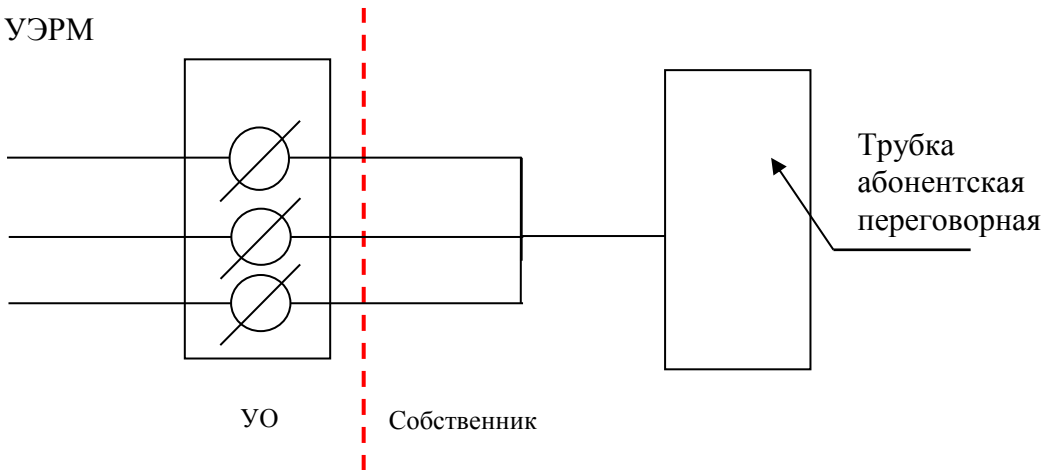 УЭРМ
Трубка
абонентская
переговорная
УО
Собственник